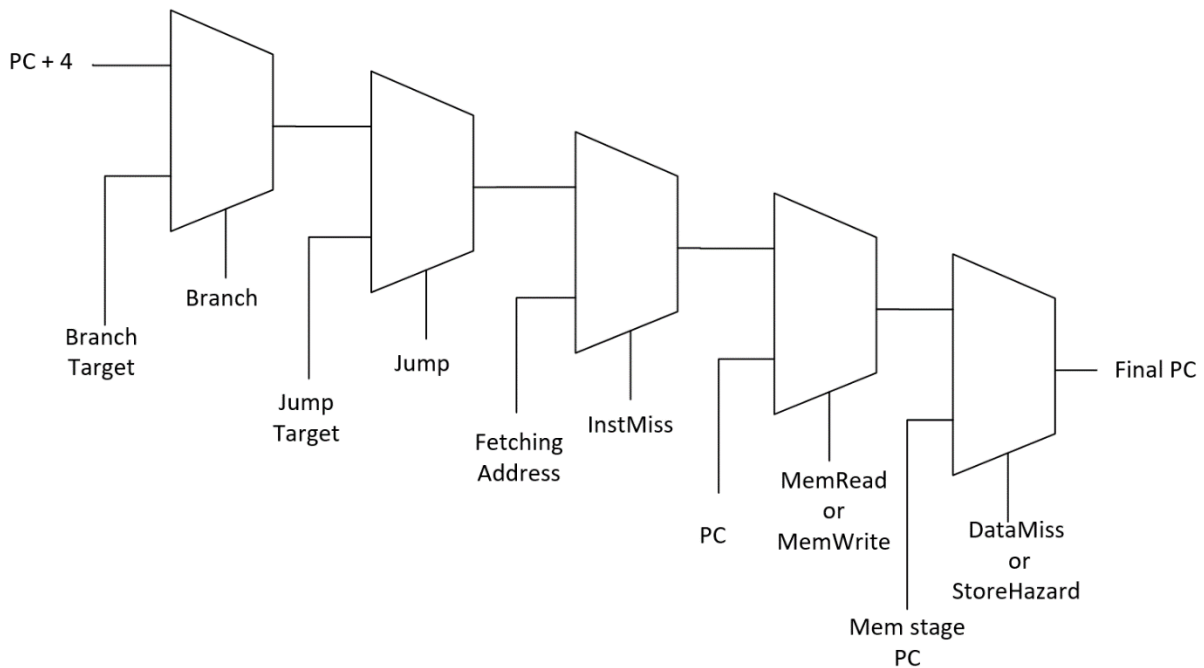 PC + 4
Branch
Target
Branch
Jump
Target
Jump
Fetching
Address
InstMiss
PC
MemRead
or
MemWrite
Mem stage
PC
DataMiss
or
StoreHazard
Final PC